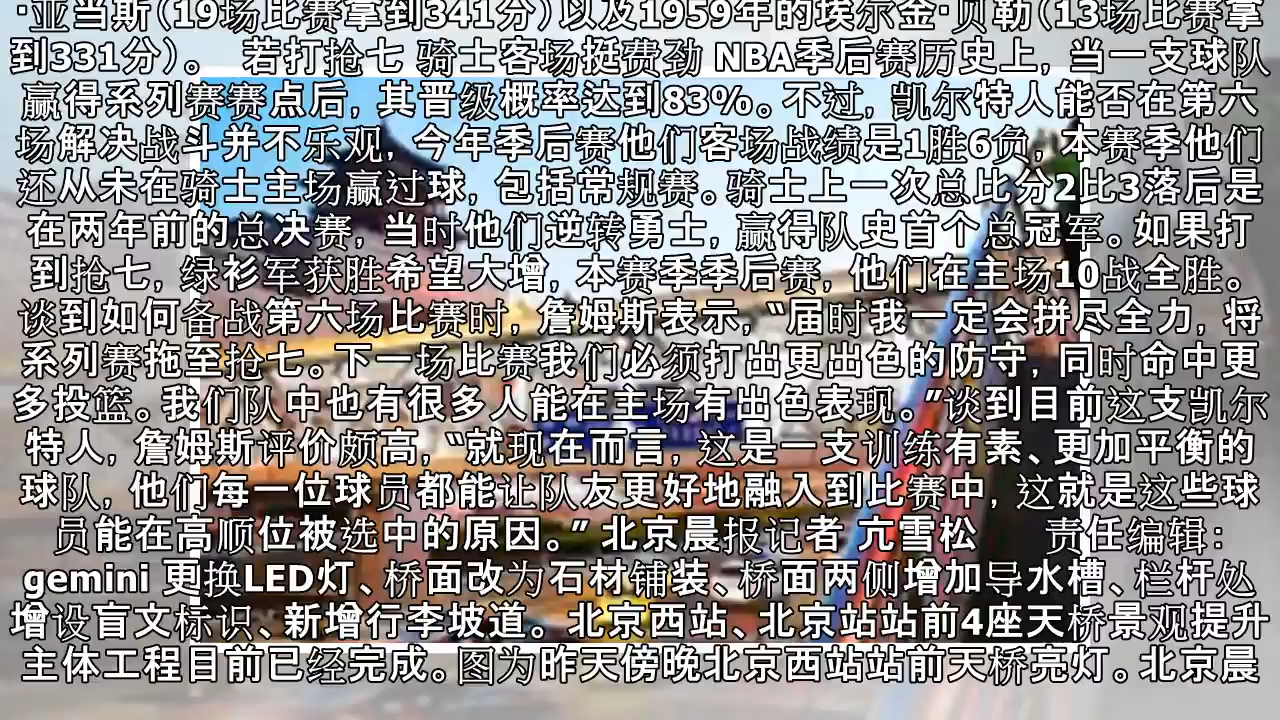 ·亚当斯（19场比赛拿到341分）以及1959年的埃尔金·贝勒（13场比赛拿
到331分）。 若打抢七 骑士客场挺费劲 NBA季后赛历史上，当一支球队
赢得系列赛赛点后，其晋级概率达到83%。不过，凯尔特人能否在第六
场解决战斗并不乐观，今年季后赛他们客场战绩是1胜6负，本赛季他们
还从未在骑士主场赢过球，包括常规赛。骑士上一次总比分2比3落后是
在两年前的总决赛，当时他们逆转勇士，赢得队史首个总冠军。如果打
到抢七，绿衫军获胜希望大增，本赛季季后赛，他们在主场10战全胜。
谈到如何备战第六场比赛时，詹姆斯表示，“届时我一定会拼尽全力，将
系列赛拖至抢七。下一场比赛我们必须打出更出色的防守，同时命中更
多投篮。我们队中也有很多人能在主场有出色表现。”谈到目前这支凯尔
特人，詹姆斯评价颇高，“就现在而言，这是一支训练有素、更加平衡的
球队，他们每一位球员都能让队友更好地融入到比赛中，这就是这些球
员能在高顺位被选中的原因。” 北京晨报记者 亢雪松 责任编辑：
gemini 更换LED灯、桥面改为石材铺装、桥面两侧增加导水槽、栏杆处
增设盲文标识、新增行李坡道。北京西站、北京站站前4座天桥景观提升
主体工程目前已经完成。图为昨天傍晚北京西站站前天桥亮灯。北京晨